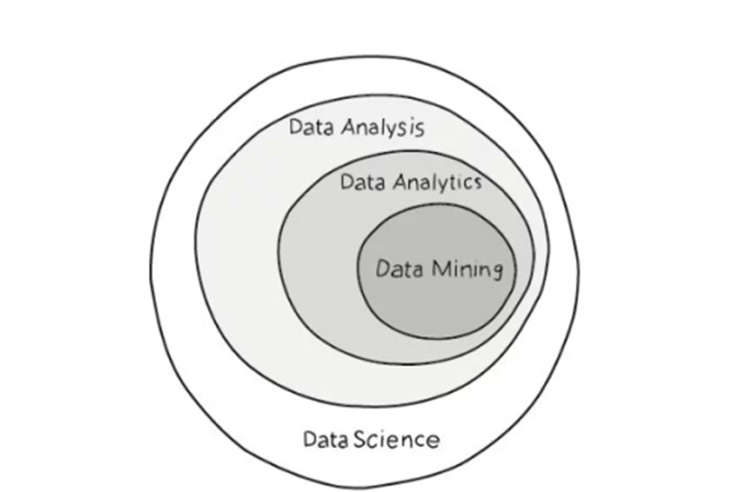 Data Analysis
Data Analytics
Data Mining
Data Science